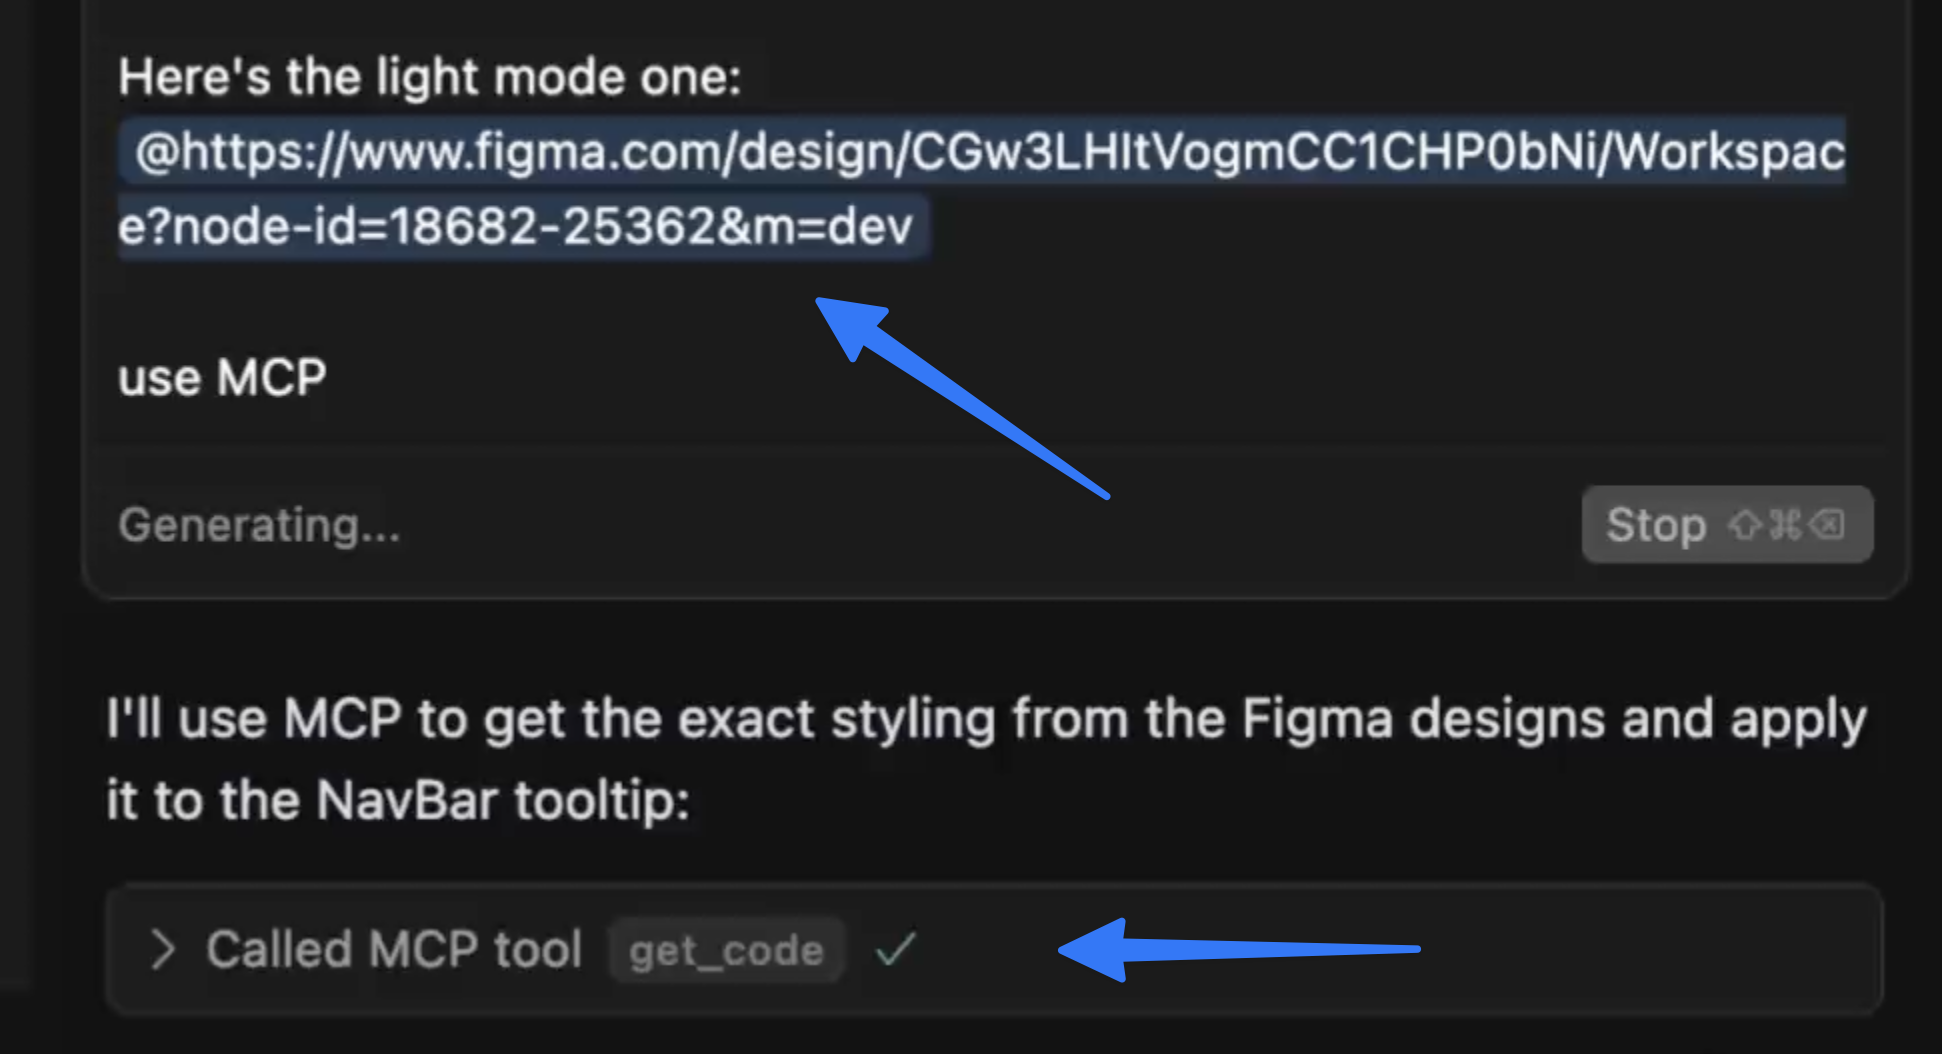 Here's the light mode one:
@https://www.figma.com/design/CGw3LHItVogmCC1CHP0bNi/Workspac
e?node-id=18682-25362&m=dev
use MCP
Generating...
Stop ⇧⌘⌫
I'll use MCP to get the exact styling from the Figma designs and apply
it to the NavBar tooltip:
Called MCP tool get_code